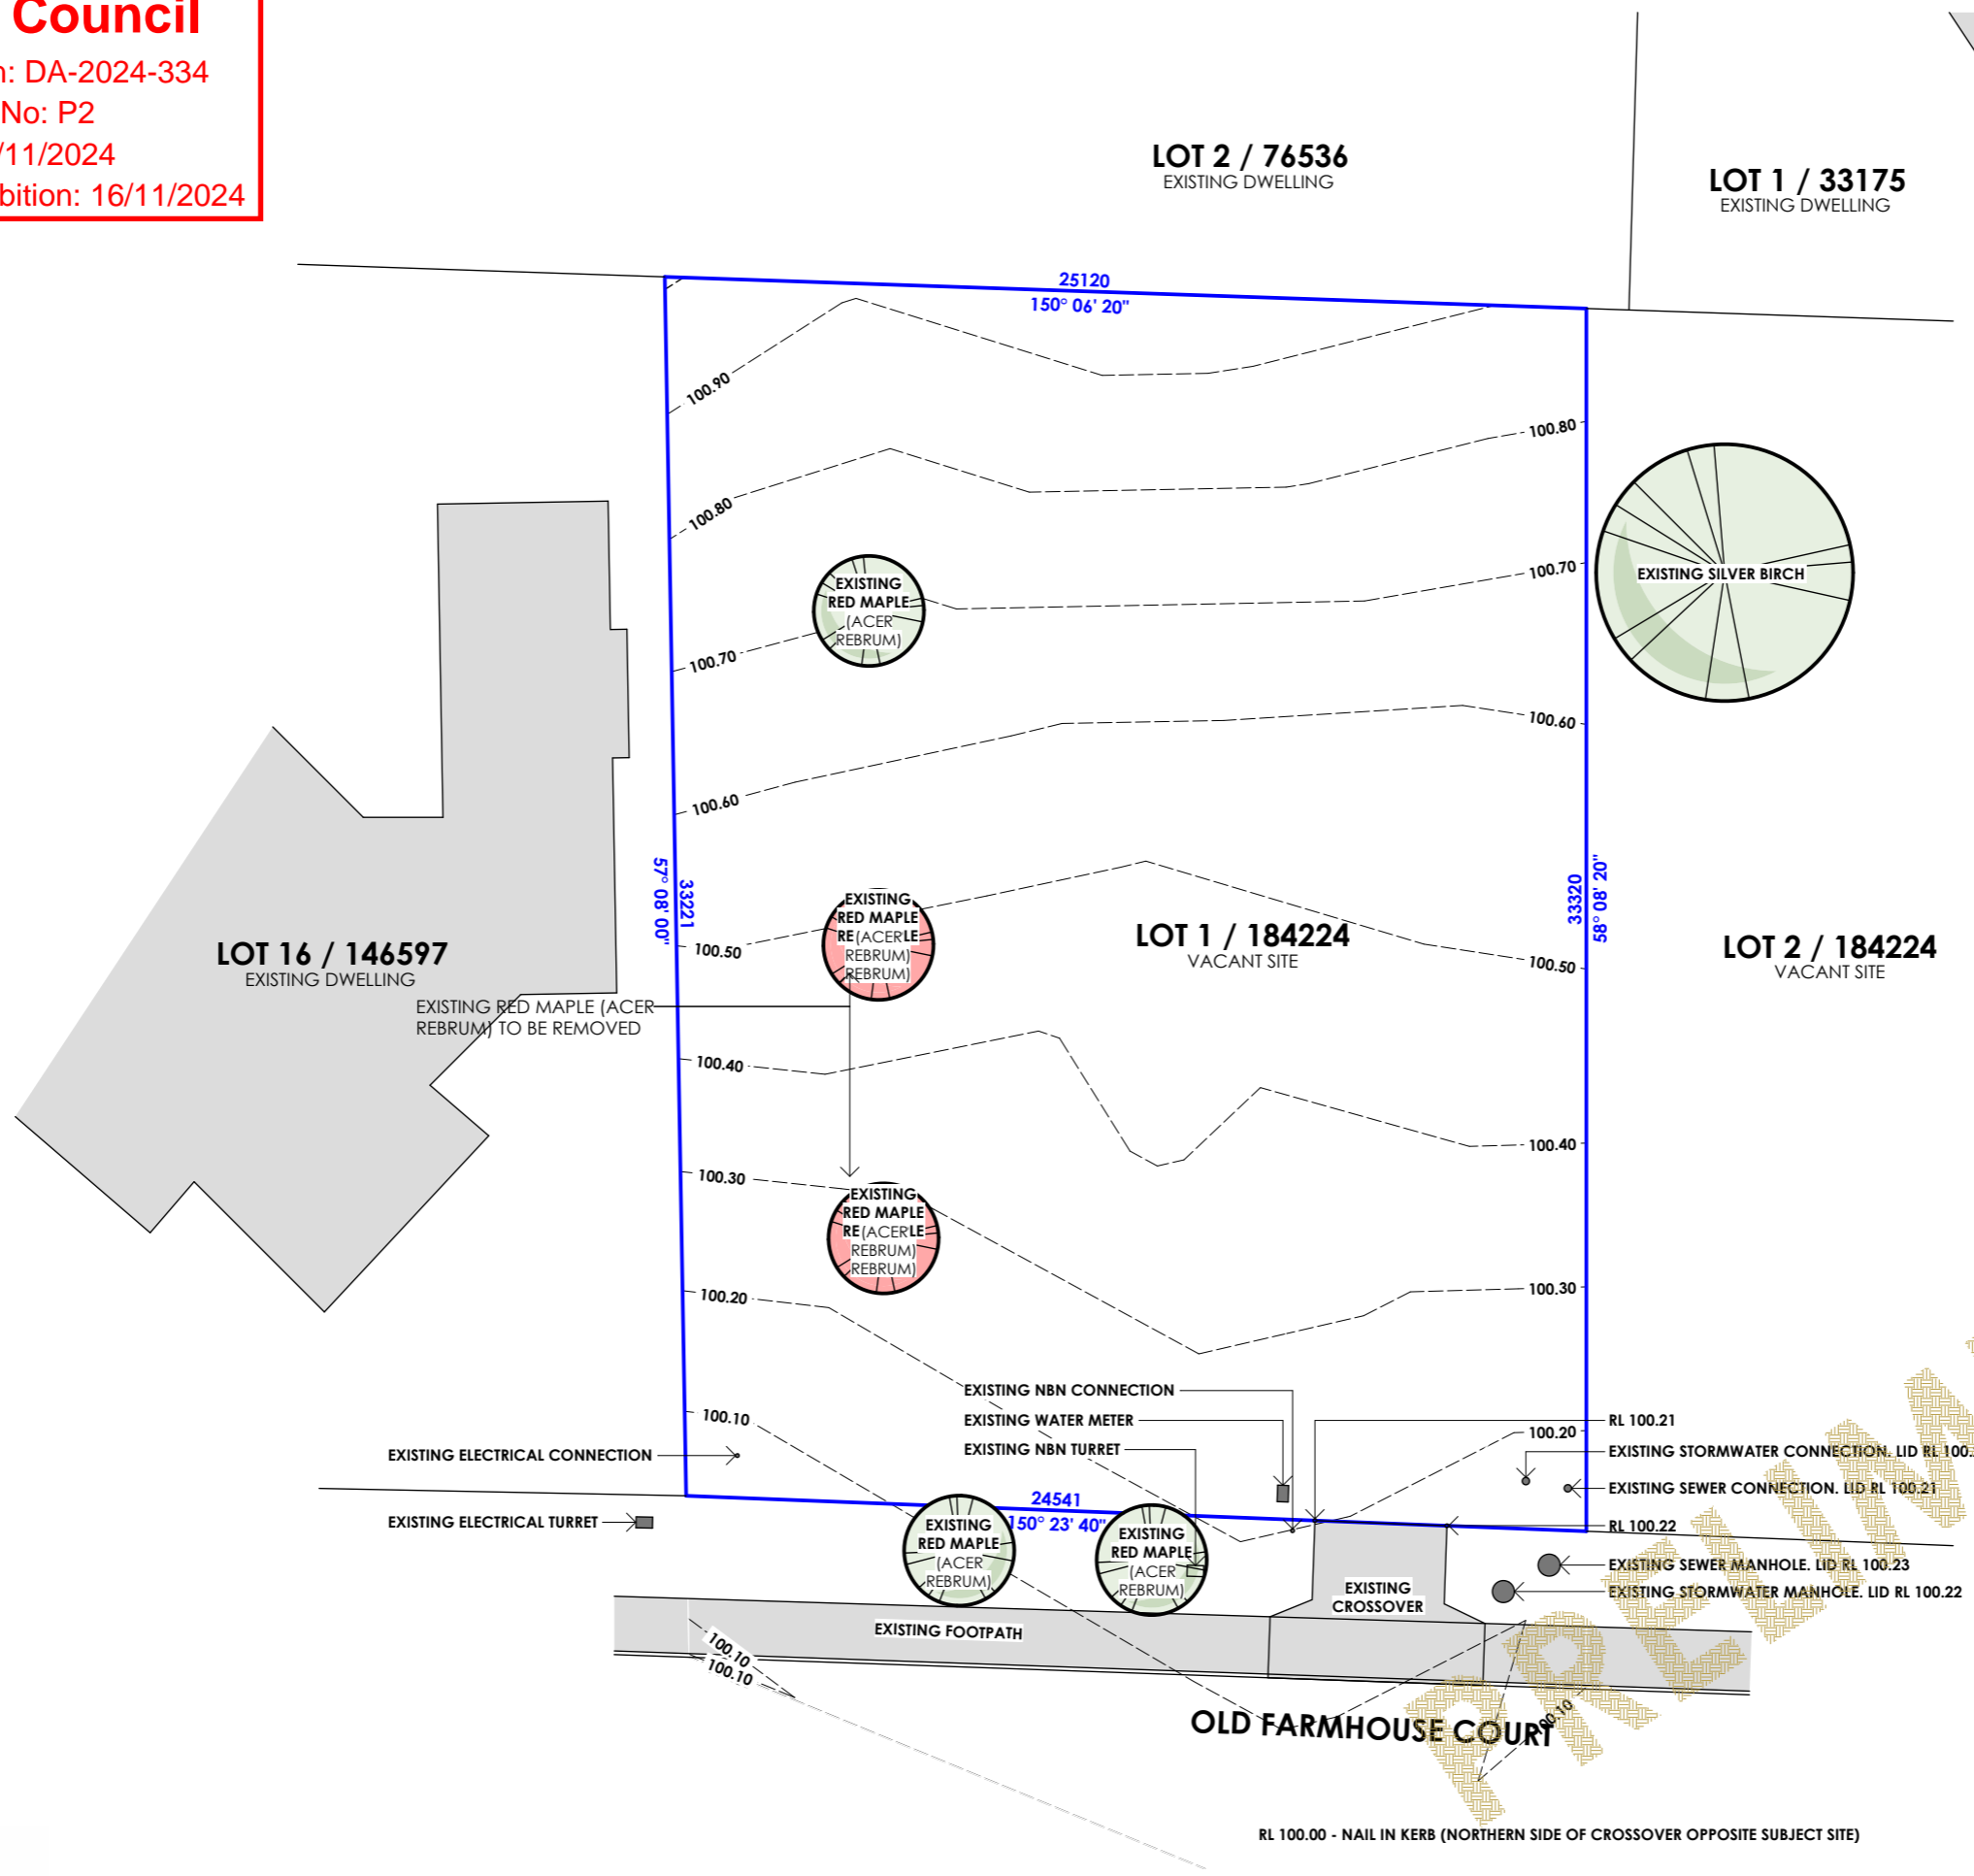 Council
n: DA-2024-334
No: P2
/11/2024
bition: 16/11/2024
LOT 2 / 76536
EXISTING DWELLING
LOT 1 / 33175
EXISTING DWELLING
25120
150° 06' 20"
100.90
100.80
100.80
EXISTING
RED MAPLE
(ACER
REBRUM)
100.70
EXISTING SILVER BIRCH
100.70
100.60
100.60
57° 08' 00"
33221
33320
58° 08' 20"
EXISTING
RED MAPLE
RE(ACERLE
REBRUM)
REBRUM)
100.50
100.50
LOT 16 / 146597
EXISTING DWELLING
LOT 1 / 184224
VACANT SITE
LOT 2 / 184224
VACANT SITE
EXISTING RED MAPLE (ACER
REBRUM) TO BE REMOVED
100.40
100.40
100.30
EXISTING
RED MAPLE
RE(ACERLE
REBRUM)
REBRUM)
100.30
100.20
EXISTING NBN CONNECTION
EXISTING WATER METER
EXISTING NBN TURRET
100.10
RL 100.21
100.20
EXISTING STORMWATER CONNECTION. LID RL 100.
EXISTING ELECTRICAL CONNECTION
EXISTING SEWER CONNECTION. LID RL 100.21
24541
150° 23' 40"
EXISTING ELECTRICAL TURRET
RL 100.22
EXISTING
RED MAPLE
(ACER
REBRUM)
EXISTING
RED MAPLE
(ACER
REBRUM)
EXISTING SEWER MANHOLE. LID RL 100.23
EXISTING STORMWATER MANHOLE. LID RL 100.22
EXISTING
CROSSOVER
EXISTING FOOTPATH
100.10
100.10
100.10
OLD FARMHOUSE COURT
PRELIM
RL 100.00 - NAIL IN KERB (NORTHERN SIDE OF CROSSOVER OPPOSITE SUBJECT SITE)